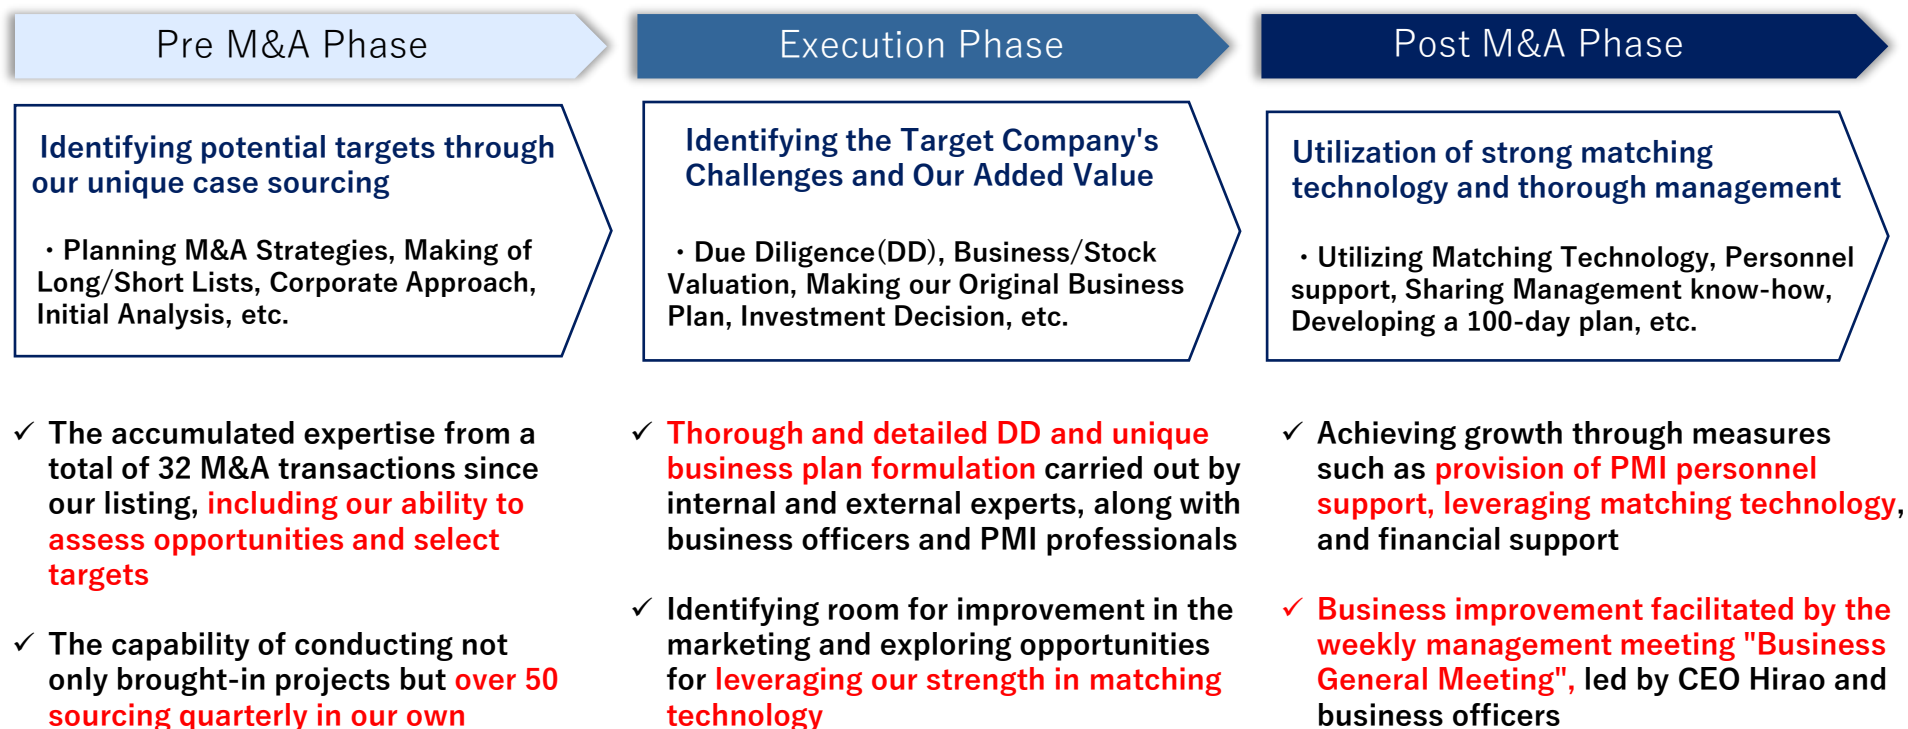 Pre M&A Phase
Execution Phase
Post M&A Phase
Identifying potential targets through
our unique case sourcing
・Planning M&A Strategies, Making of
Long/Short Lists, Corporate Approach,
Initial Analysis, etc.
Identifying the Target Company's
Challenges and Our Added Value
・Due Diligence(DD), Business/Stock
Valuation, Making our Original Business
Plan, Investment Decision, etc.
Utilization of strong matching
technology and thorough management
・Utilizing Matching Technology, Personnel
support, Sharing Management know-how,
Developing a 100-day plan, etc.
✓ The accumulated expertise from a
total of 32 M&A transactions since
our listing, including our ability to
assess opportunities and select
targets
✓ The capability of conducting not
only brought-in projects but over 50
sourcing quarterly in our own
✓ Thorough and detailed DD and unique
business plan formulation carried out by
internal and external experts, along with
business officers and PMI professionals
✓ Identifying room for improvement in the
marketing and exploring opportunities
for leveraging our strength in matching
technology
✓ Achieving growth through measures
such as provision of PMI personnel
support, leveraging matching technology,
and financial support
✓ Business improvement facilitated by the
weekly management meeting "Business
General Meeting", led by CEO Hirao and
business officers